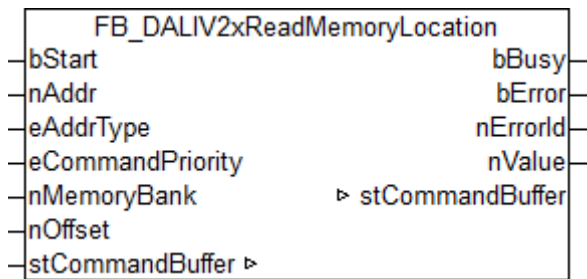 FB_DALIV2xReadMemoryLocation
bStart bBusy
nAddr bError
eAddrType nErrorId
eCommandPriority nValue
nMemoryBank ▷ stCommandBuffer
nOffset
stCommandBuffer ▷